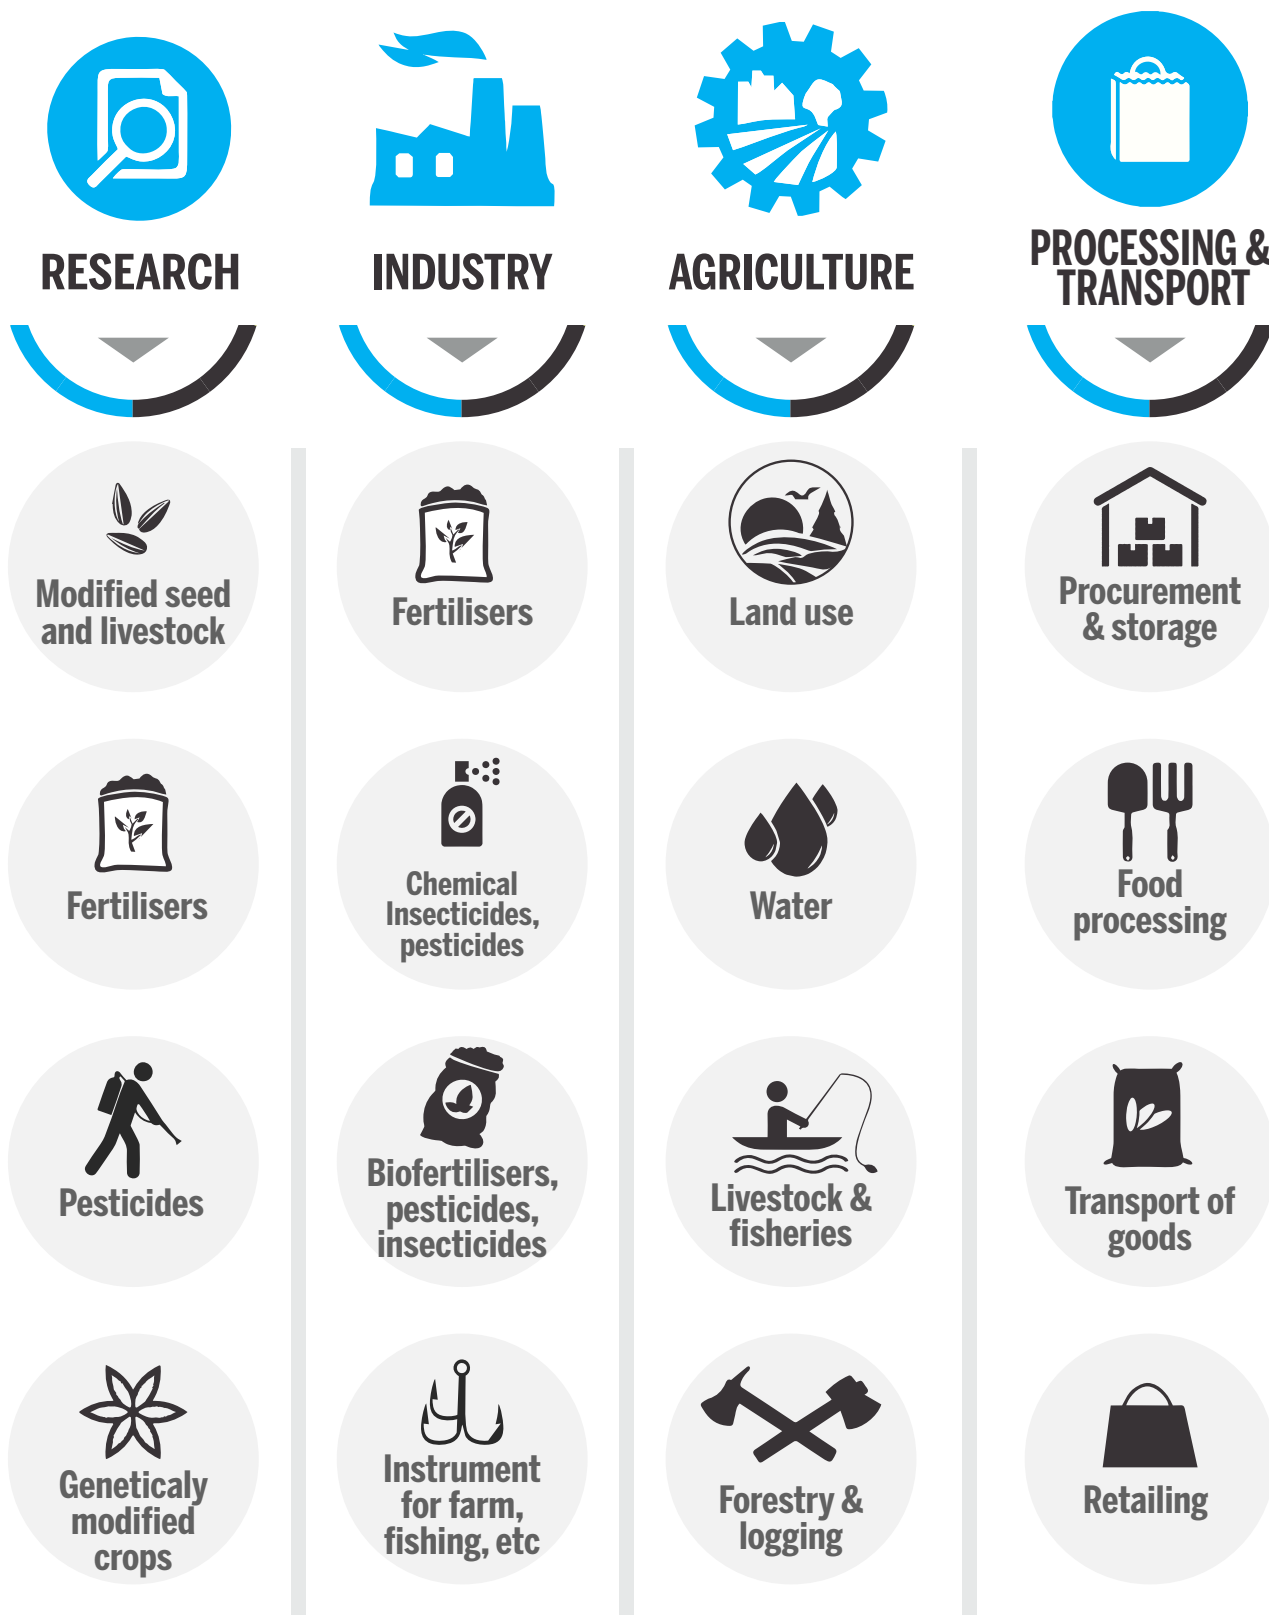 RESEARCH
Modified seed
and livestock
Fertilisers
Pesticides
Geneticaly
modified
crops
INDUSTRY
Fertilisers
Chemical
Insecticides,
pesticides
Biofertilisers,
pesticides,
insecticides
Instrument
for farm,
fishing, etc
AGRICULTURE
Land use
Water
Livestock &
fisheries
Forestry &
logging
PROCESSING &
TRANSPORT
Procurement
& storage
Food
processing
Transport of
goods
Retailing